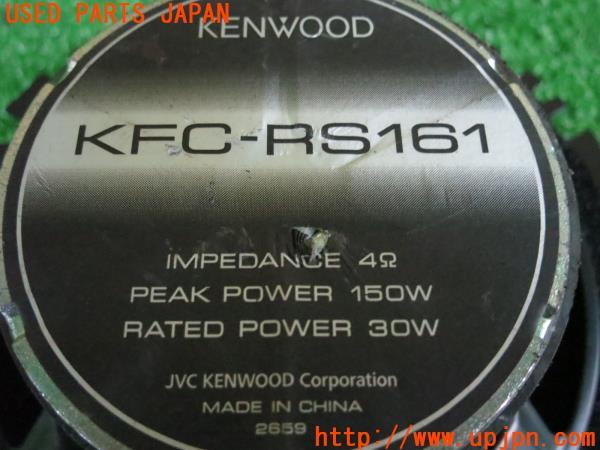 USED PARTS JAPAN
KENWOOD
KFC-RS161
IMPEDANCE 4Ω
PEAK POWER 150W
RATED POWER 30W
JVC KENWOOD Corporation
MADE IN CHINA
2659
http://www.upjpn.com